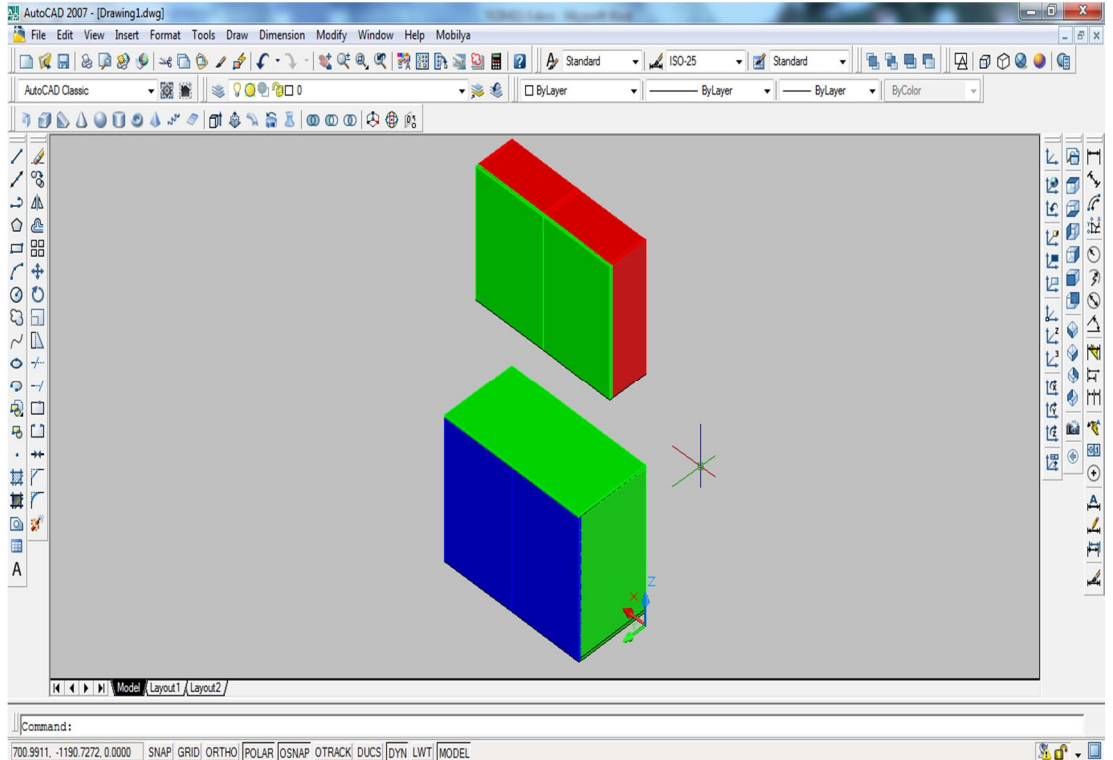 AutoCAD 2007 - [Drawing1.dwg]
File Edit View Insert Format Tools Draw Dimension Modify Window Help Mobilya
Standard ISO-25 Standard
AutoCAD Classic 0 ByLayer ByLayer ByLayer ByColor
Z
X
Model Layout1 Layout2
Command:
700.9911, -1190.7272, 0.0000 SNAP GRID ORTHO POLAR OSNAP OTRACK DUCS DYN LWT MODEL